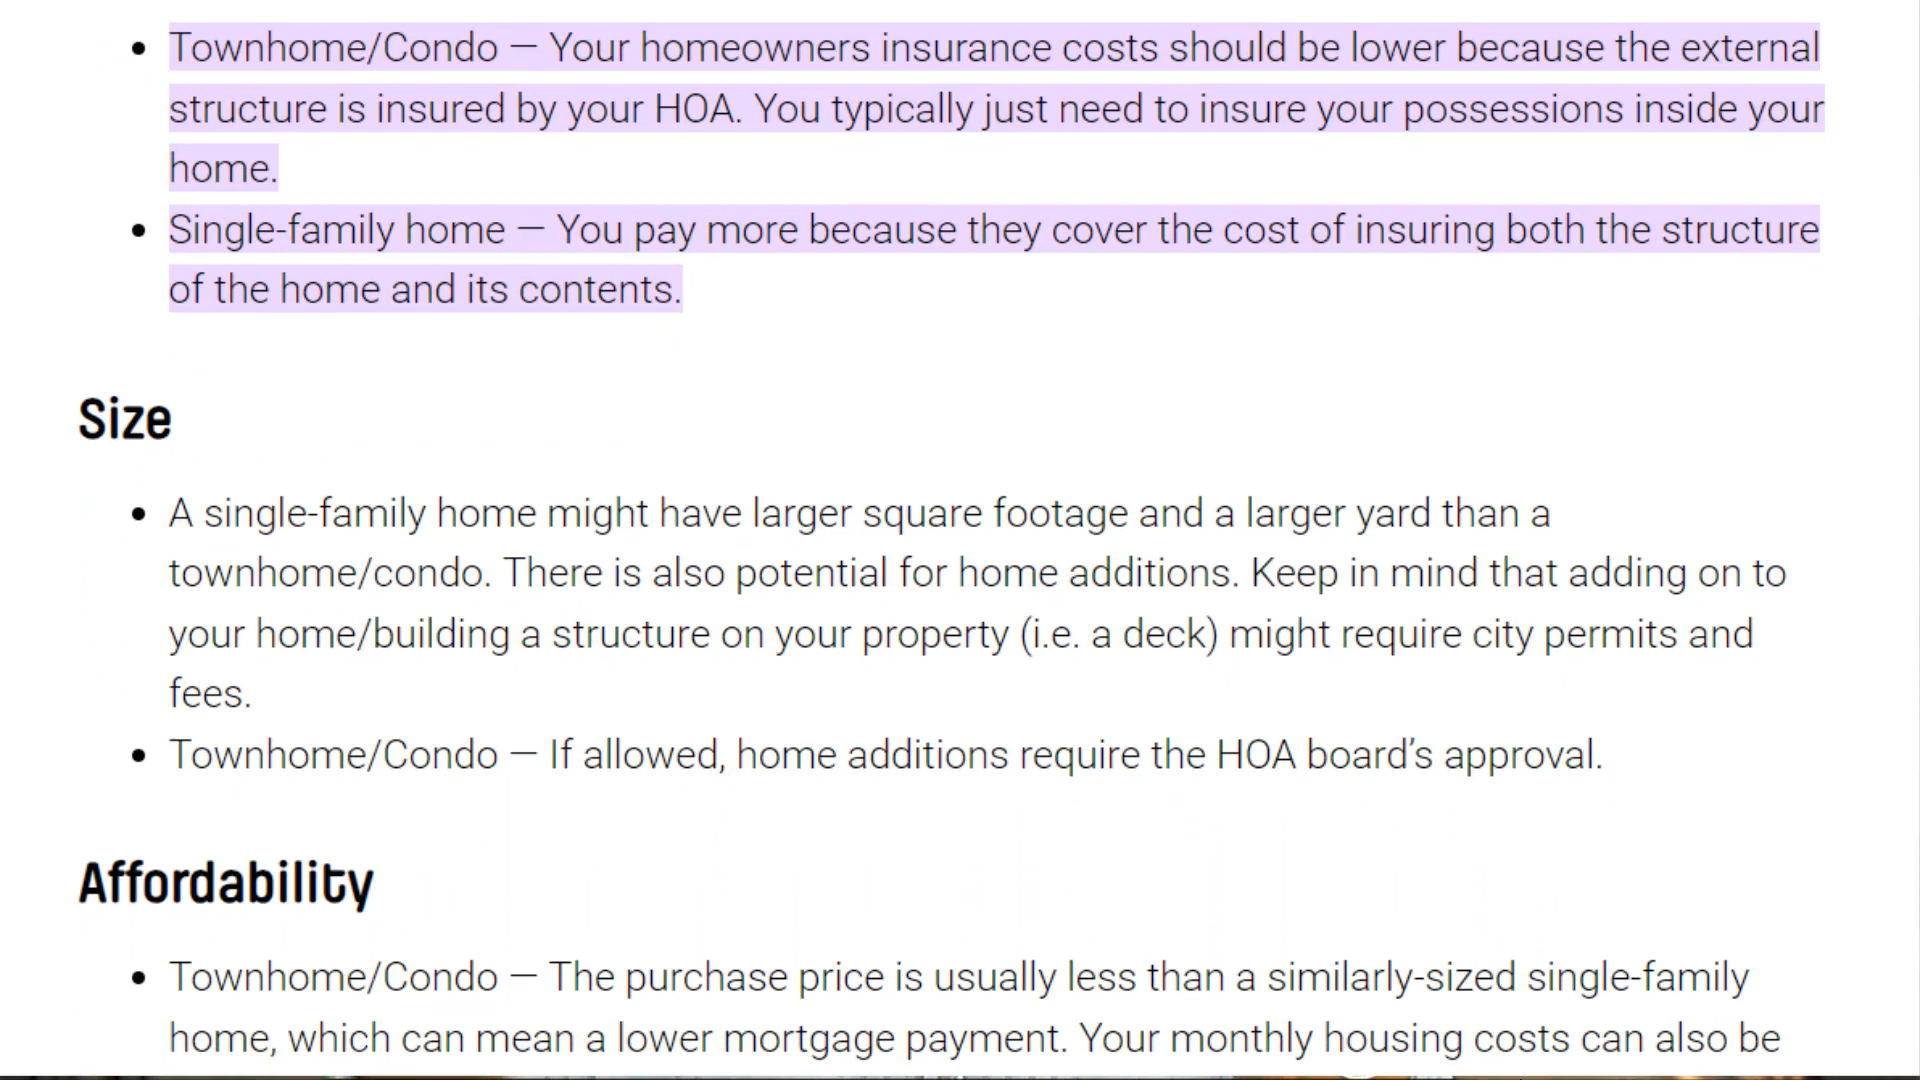 Townhome/Condo — Your homeowners insurance costs should be lower because the external
structure is insured by your HOA. You typically just need to insure your possessions inside your
home.
Single-family home — You pay more because they cover the cost of insuring both the structure
of the home and its contents.
Size
A single-family home might have larger square footage and a larger yard than a
townhome/condo. There is also potential for home additions. Keep in mind that adding on to
your home/building a structure on your property (i.e. a deck) might require city permits and
fees.
Townhome/Condo — If allowed, home additions require the HOA board’s approval.
Affordability
Townhome/Condo — The purchase price is usually less than a similarly-sized single-family
home, which can mean a lower mortgage payment. Your monthly housing costs can also be